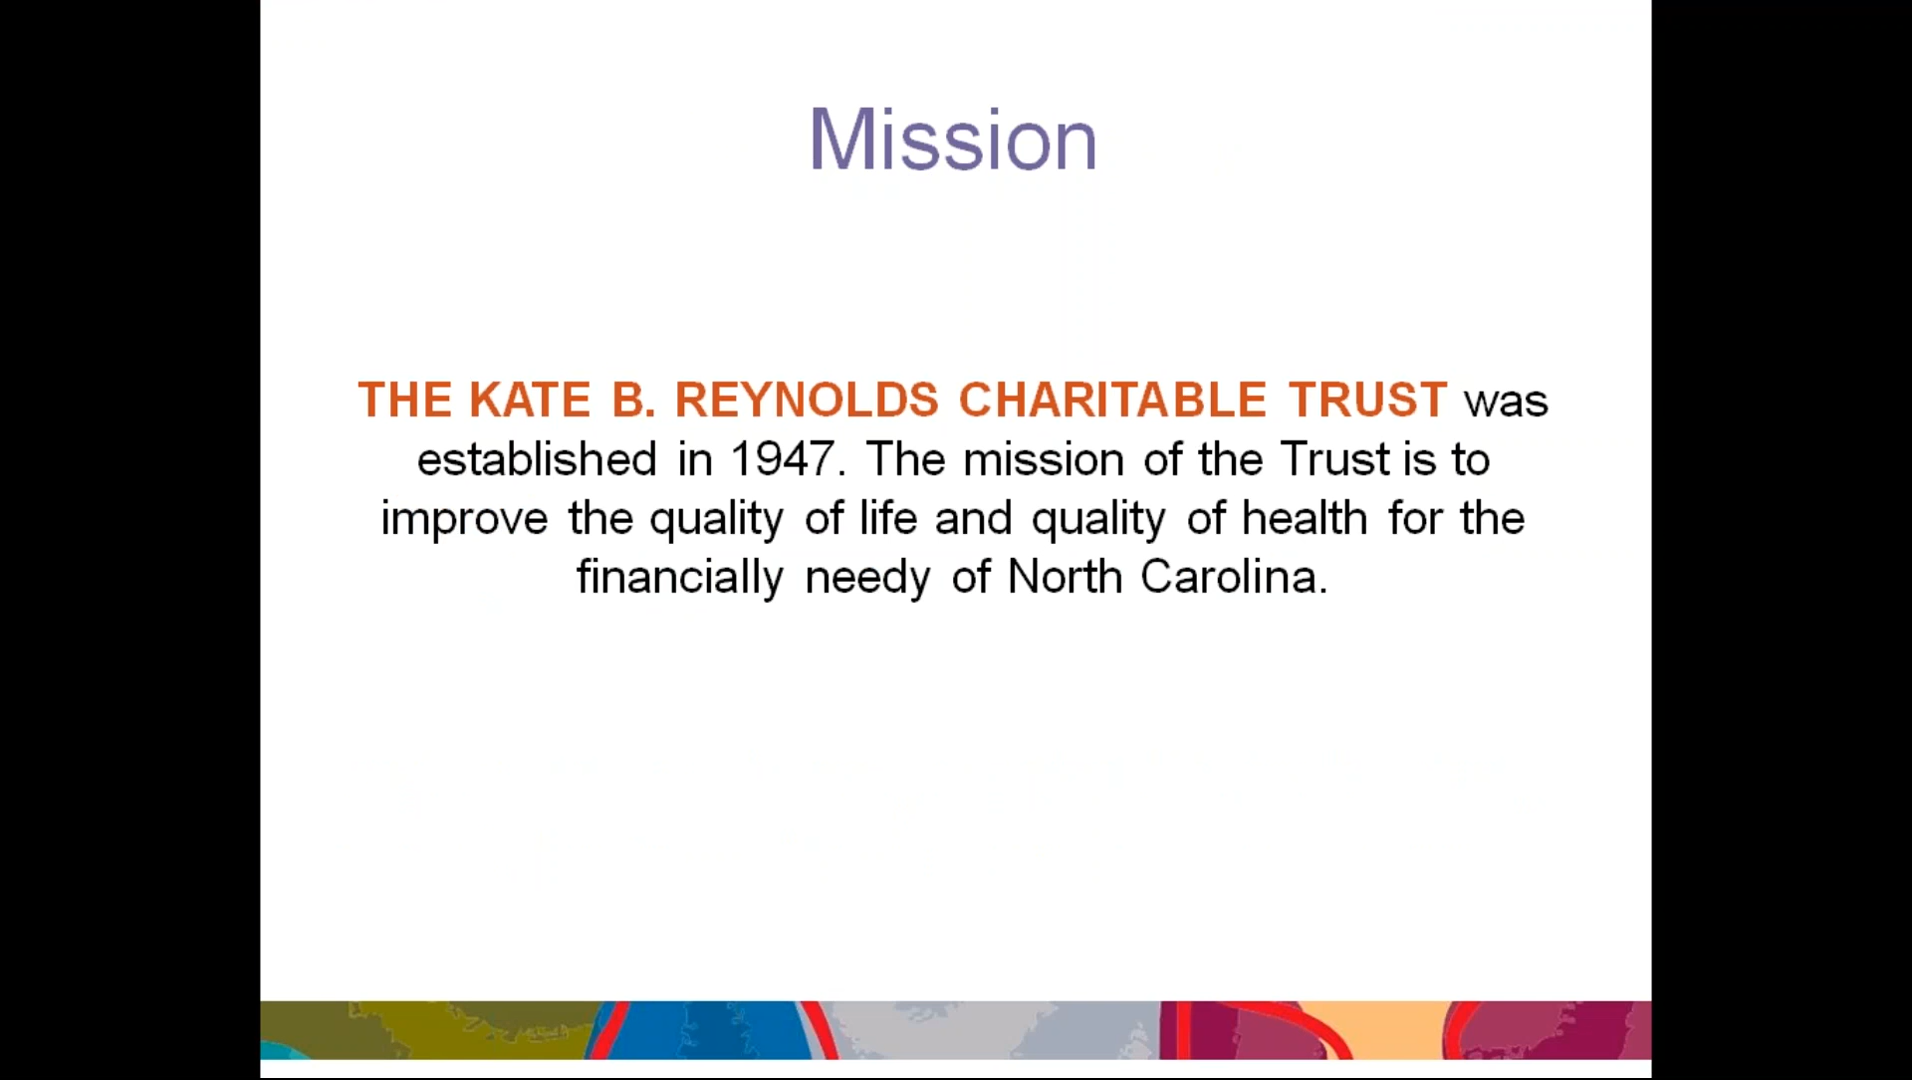 Mission
THE KATE B. REYNOLDS CHARITABLE TRUST was
established in 1947. The mission of the Trust is to
improve the quality of life and quality of health for the
financially needy of North Carolina.